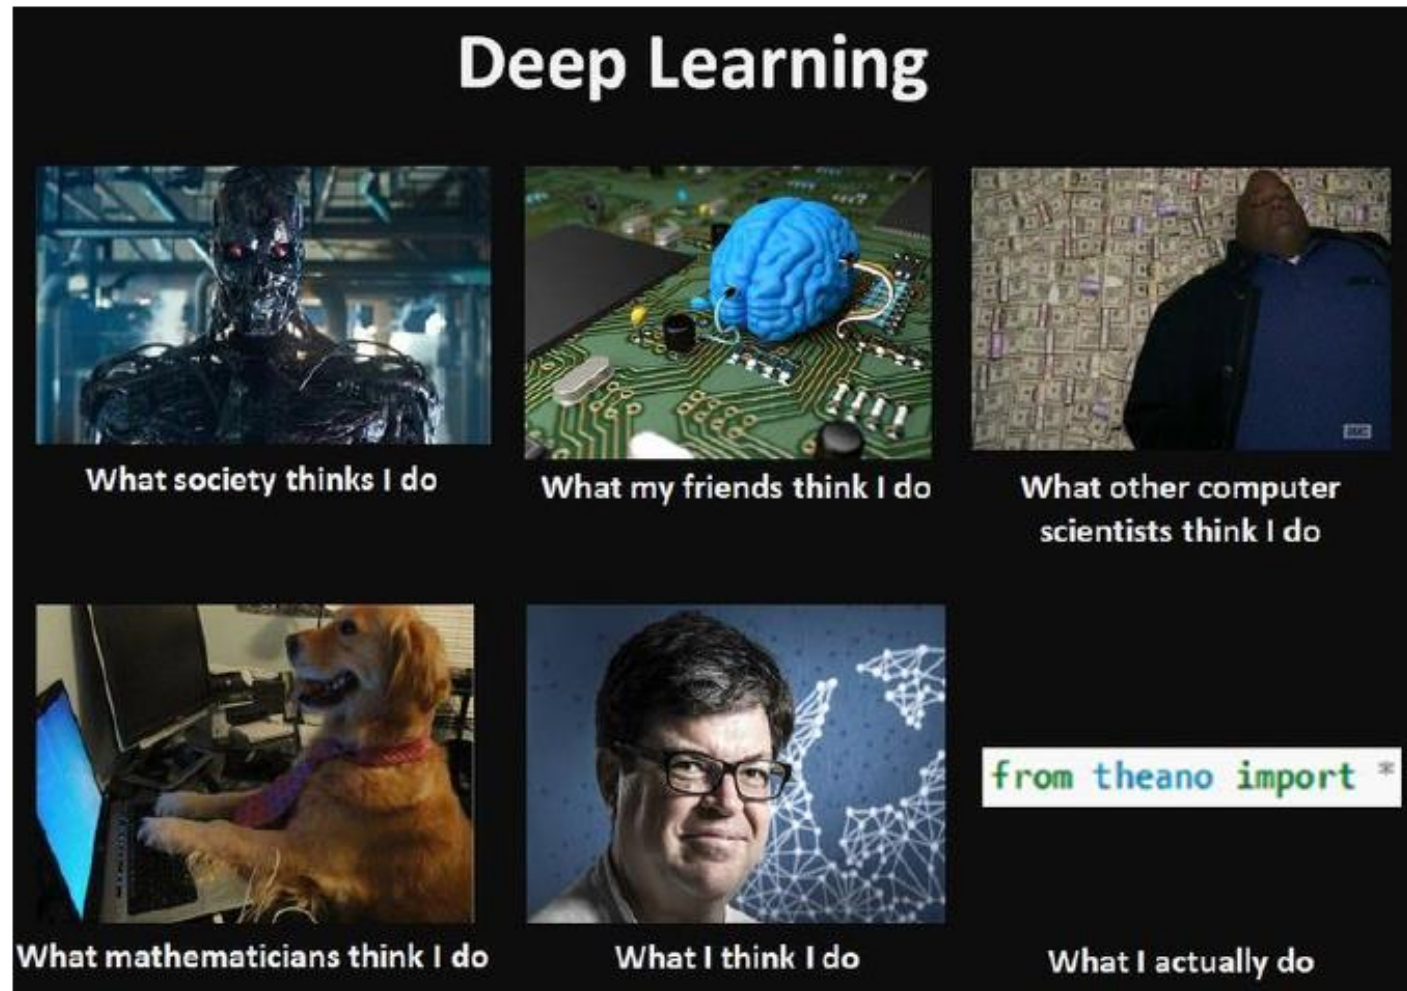 Deep Learning
What society thinks I do
What my friends think I do
What other computer
scientists think I do
AMC
What mathematicians think I do
What I think I do
from theano import *
What I actually do